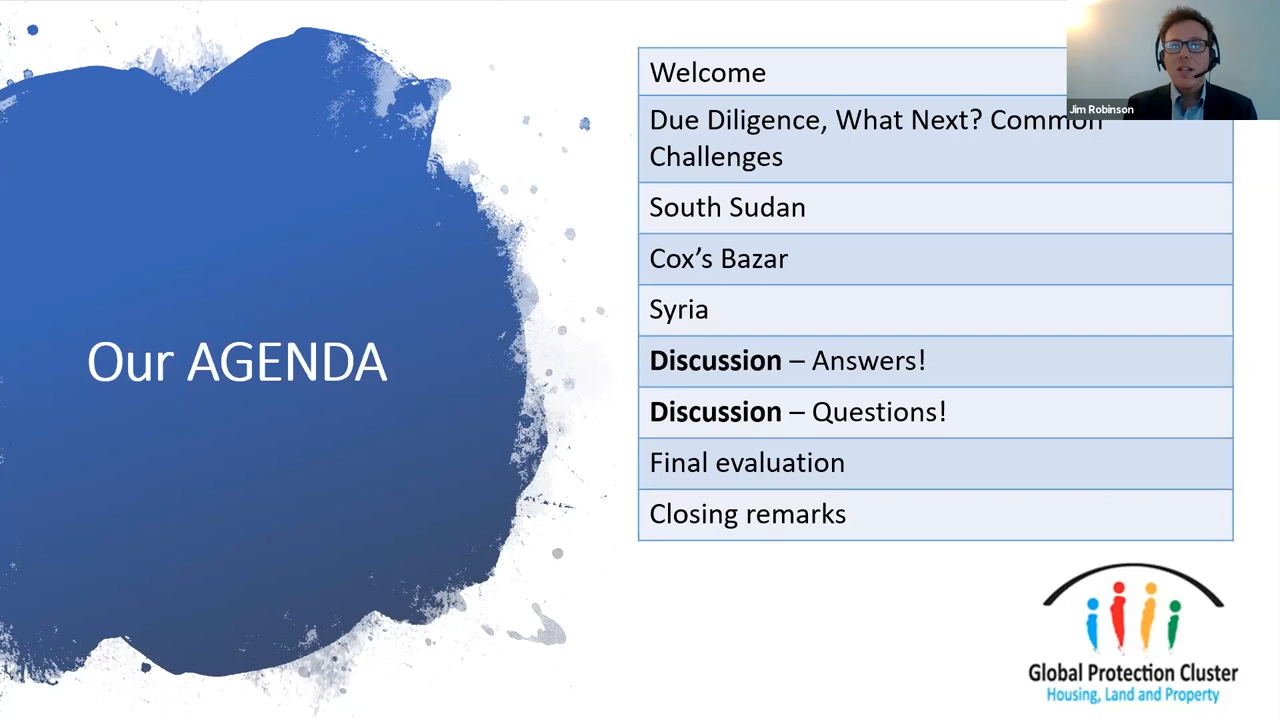 Our AGENDA
Welcome
Due Diligence, What Next? Common
Challenges
South Sudan
Cox’s Bazar
Syria
Discussion – Answers!
Discussion – Questions!
Final evaluation
Closing remarks
Jim Robinson
Global Protection Cluster
Housing, Land and Property